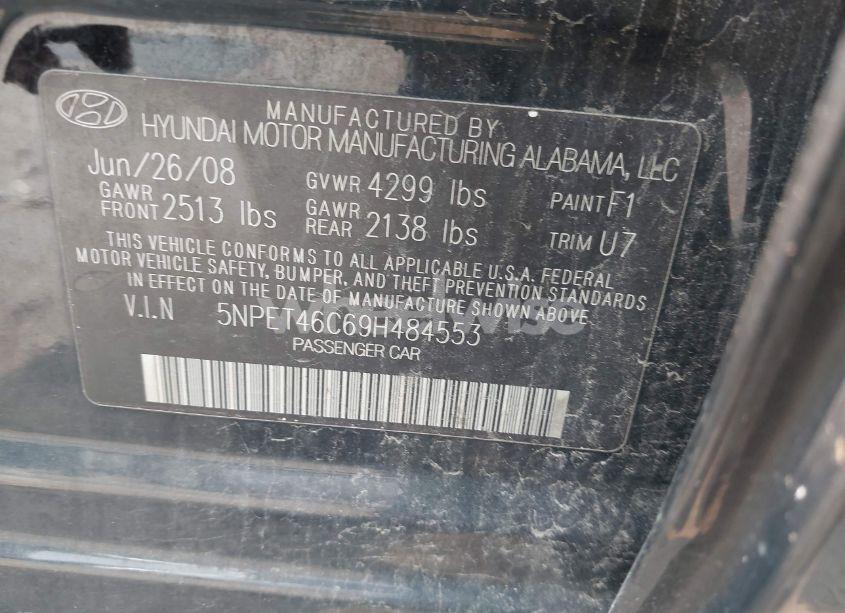 MANUFACTURED BY
HYUNDAI MOTOR MANUFACTURING ALABAMA, LLC
Jun/26/08 GVWR 4299 lbs PAINT F1
GAWR FRONT 2513 lbs GAWR REAR 2138 lbs TRIM U7
THIS VEHICLE CONFORMS TO ALL APPLICABLE U.S.A. FEDERAL
MOTOR VEHICLE SAFETY, BUMPER, AND THEFT PREVENTION STANDARDS
IN EFFECT ON THE DATE OF MANUFACTURE SHOWN ABOVE.
V.I.N 5NPET46C69H484553
PASSENGER CAR